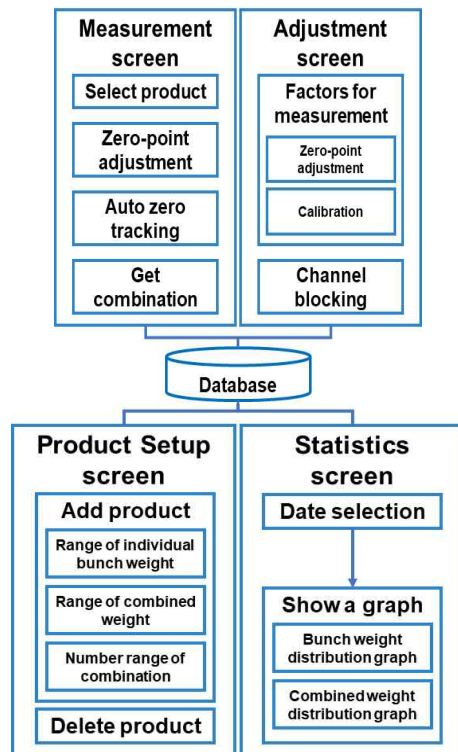 Measurement
screen
Select product
Zero-point
adjustment
Auto zero
tracking
Get
combination
Adjustment
screen
Factors for
measurement
Zero-point
adjustment
Calibration
Channel
blocking
Database
Product Setup
screen
Add product
Range of individual
bunch weight
Range of combined
weight
Number range of
combination
Delete product
Statistics
screen
Date selection
Show a graph
Bunch weight
distribution graph
Combined weight
distribution graph